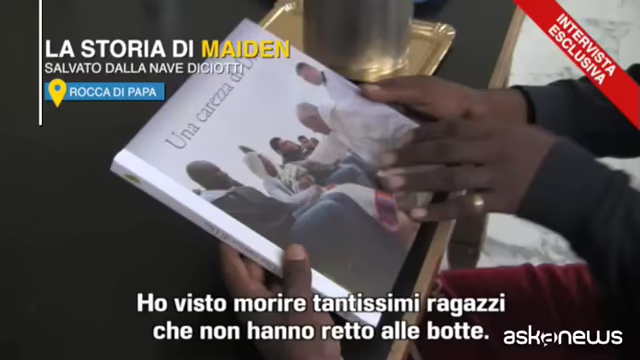 LA STORIA DI MAIDEN
SALVATO DALLA NAVE DICIOTTI
ROCCA DI PAPA
INTERVISTA
ESCLUSIVA
Una carezza di
Ho visto morire tantissimi ragazzi
che non hanno retto alle botte.
askanews